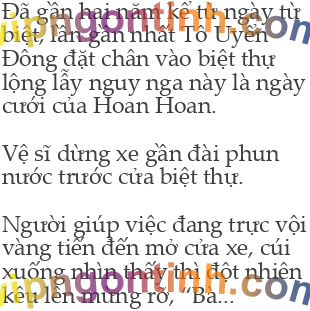 Đã gần hai năm kể từ ngày từ
biệt, lần gần nhất Tô Uyển
Đông đặt chân vào biệt thự
lộng lẫy nguy nga này là ngày
cưới của Hoan Hoan.

Vệ sĩ dừng xe gần đài phun
nước trước cửa biệt thự.

Người giúp việc đang trực vội
vàng tiến đến mở cửa xe, cúi
xuống nhìn thấy thì đột nhiên
kêu lên mừng rỡ, “Bà...